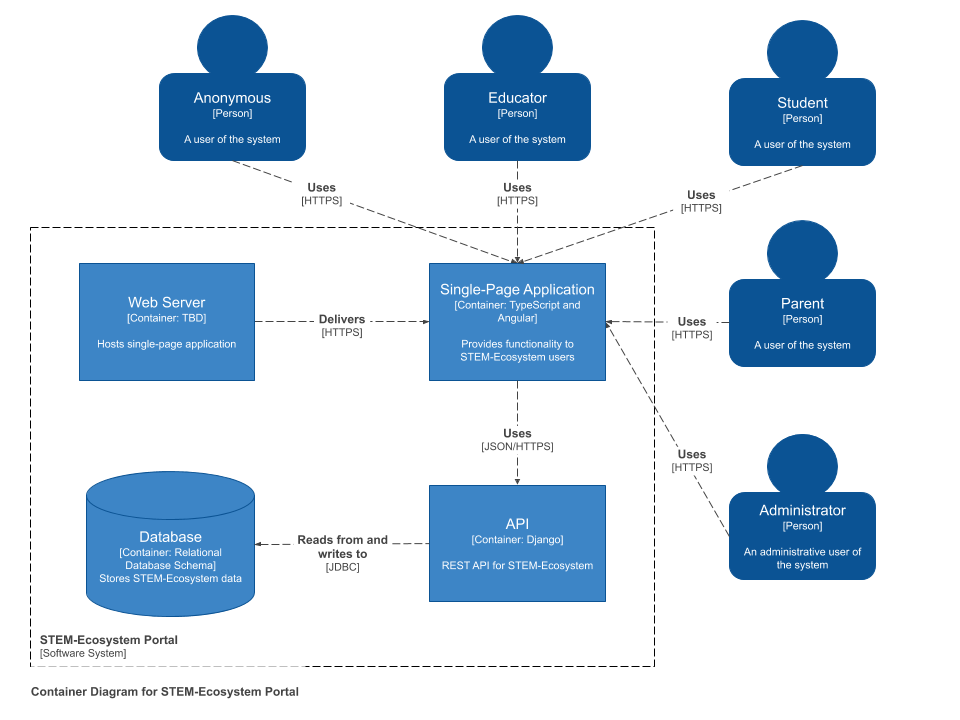 Anonymous
[Person]
A user of the system
Educator
[Person]
A user of the system
Student
[Person]
A user of the system
Uses
[HTTPS]
Uses
[HTTPS]
Uses
[HTTPS]
Web Server
[Container: TBD]
Hosts single-page application
Delivers
[HTTPS]
Single-Page Application
[Container: TypeScript and
Angular]
Provides functionality to
STEM-Ecosystem users
Uses
[HTTPS]
Parent
[Person]
A user of the system
Uses
[JSON/HTTPS]
Uses
[HTTPS]
Database
[Container: Relational
Database Schema]
Stores STEM-Ecosystem data
Reads from and
writes to
[JDBC]
API
[Container: Django]
REST API for STEM-Ecosystem
Administrator
[Person]
An administrative user of
the system
STEM-Ecosystem Portal
[Software System]
Container Diagram for STEM-Ecosystem Portal